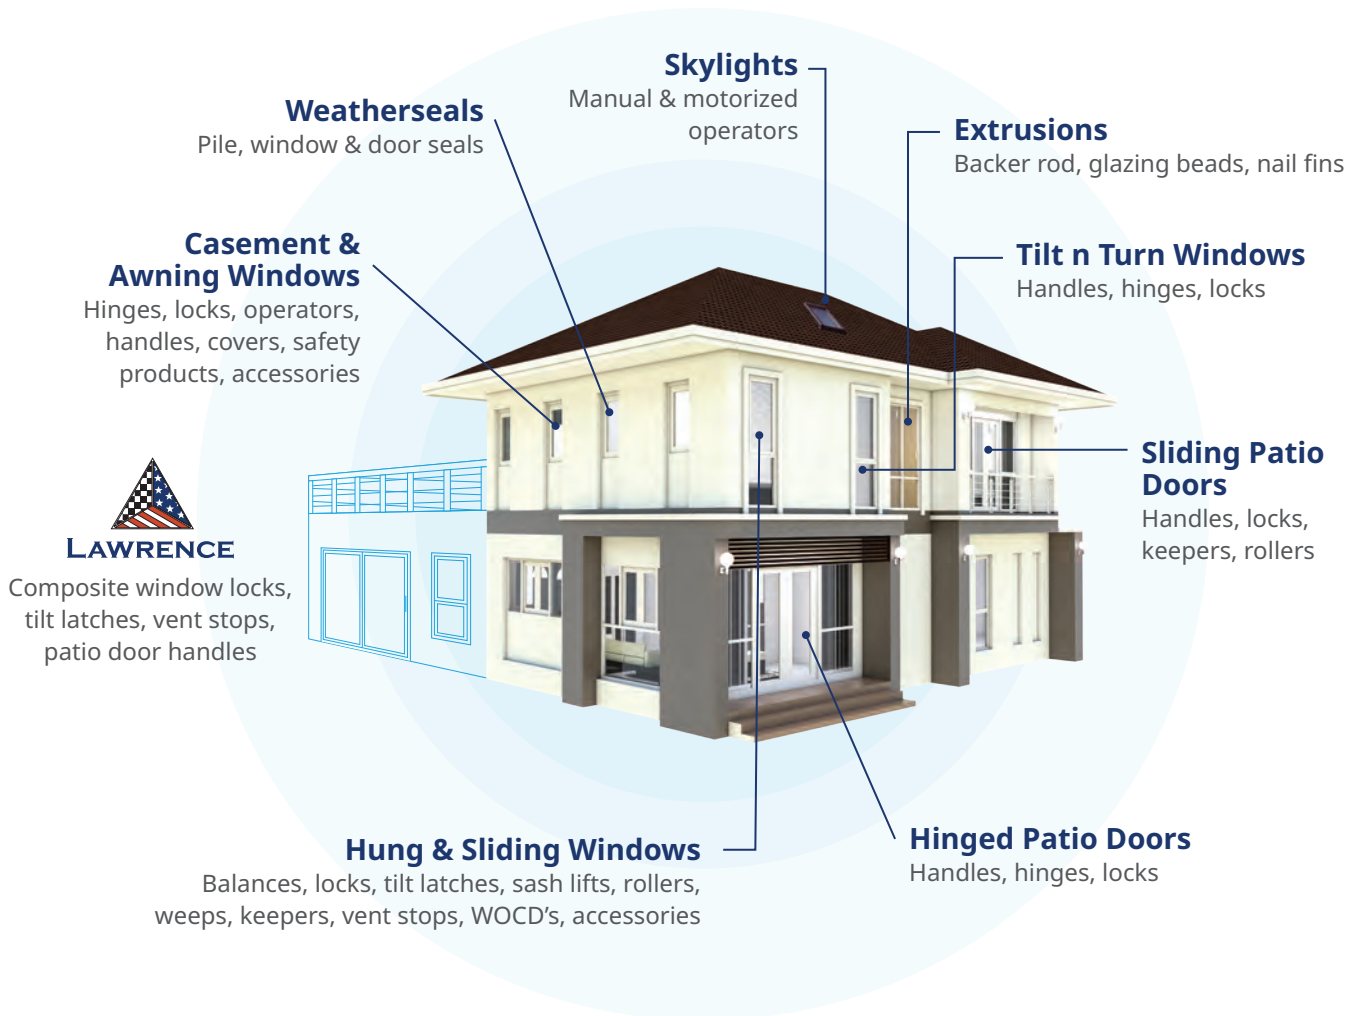 Skylights
Manual & motorized
operators
Weatherseals
Pile, window & door seals
Extrusions
Backer rod, glazing beads, nail fins
Casement &
Awning Windows
Hinges, locks, operators,
handles, covers, safety
products, accessories
Tilt n Turn Windows
Handles, hinges, locks
Sliding Patio
Doors
Handles, locks,
keepers, rollers
LAWRENCE
Composite window locks,
tilt latches, vent stops,
patio door handles
Hung & Sliding Windows
Balances, locks, tilt latches, sash lifts, rollers,
weeps, keepers, vent stops, WOCD’s, accessories
Hinged Patio Doors
Handles, hinges, locks